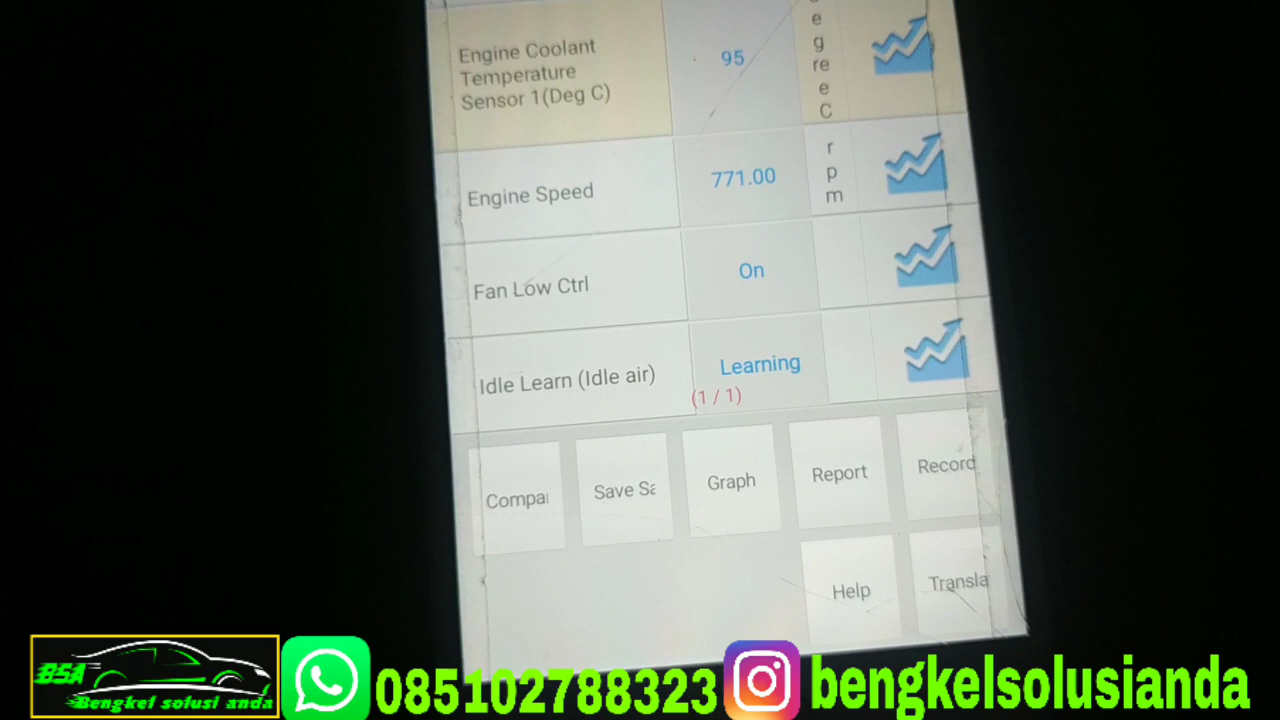 Engine Coolant
Temperature
Sensor 1(Deg C)
95
e
g
re
e
C
Engine Speed
771.00
r
p
m
Fan Low Ctrl
On
Idle Learn (Idle air)
Learning
(1 / 1)
Compa
Save Sa
Graph
Report
Record
Help
Transla
BSA
Bengkel solusi anda
085102788323
bengkelsolusianda